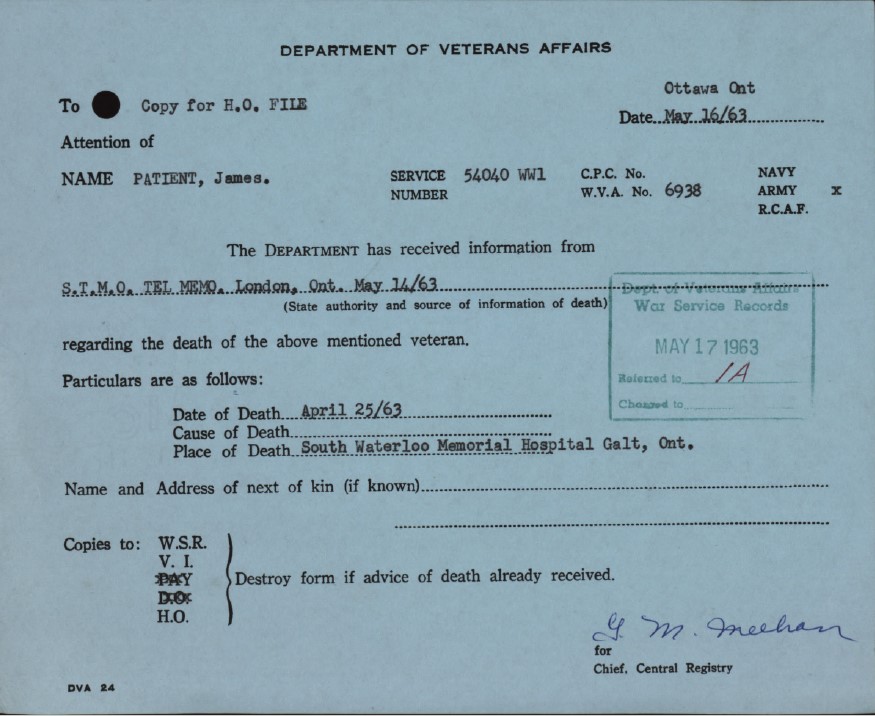 DEPARTMENT OF VETERANS AFFAIRS
Ottawa Ont
To Copy for H.O. FILE
Date May 16/63
Attention of
NAME PATIENT, James. SERVICE NUMBER 54040 WW1 C.P.C. No. W.V.A. No. 6938 NAVY ARMY x R.C.A.F.
The DEPARTMENT has received information from
S.T.M.O. TEL MEMO. London, Ont. May 14/63
(State authority and source of information of death)
Dept. of Veterans Affairs
War Service Records
MAY 17 1963
Referred to 1A
Charged to
regarding the death of the above mentioned veteran.
Particulars are as follows:
Date of Death April 25/63
Cause of Death
Place of Death South Waterloo Memorial Hospital Galt, Ont.
Name and Address of next of kin (if known)
Copies to: W.S.R.
V. I.
PAY
D.O.
H.O.
Destroy form if advice of death already received.
G. M. Meehan
for
Chief, Central Registry
DVA 24